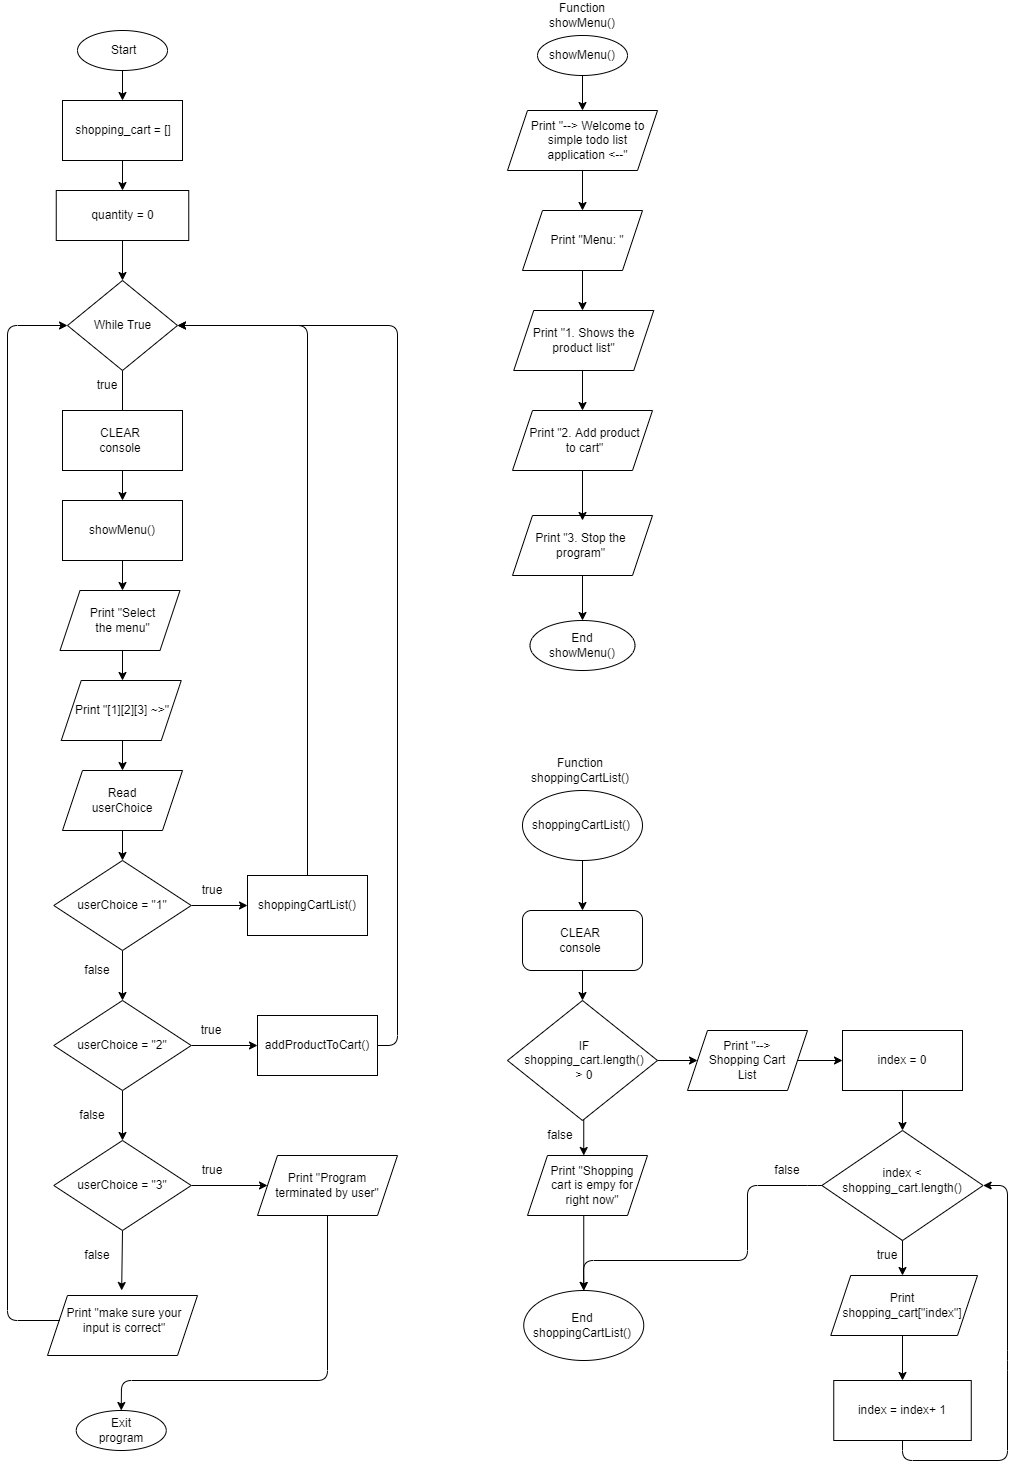 Start
shopping_cart = []
quantity = 0
While True
true
CLEAR
console
showMenu()
Print "Select
the menu"
Print "[1][2][3] ~>"
Read
userChoice
userChoice = "1"
true
shoppingCartList()
false
userChoice = "2"
true
addProductToCart()
false
userChoice = "3"
true
Print "Program
terminated by user"
false
Print "make sure your
input is correct"
Exit
program
Function
showMenu()
showMenu()
Print "--> Welcome to
simple todo list
application <--"
Print "Menu: "
Print "1. Shows the
product list"
Print "2. Add product
to cart"
Print "3. Stop the
program"
End
showMenu()
Function
shoppingCartList()
shoppingCartList()
CLEAR
console
IF
shopping_cart.length()
> 0
Print "-->
Shopping Cart
List
index = 0
false
Print "Shopping
cart is empy for
right now"
false
index <
shopping_cart.length()
true
Print
shopping_cart["index"]
index = index+ 1
End
shoppingCartList()